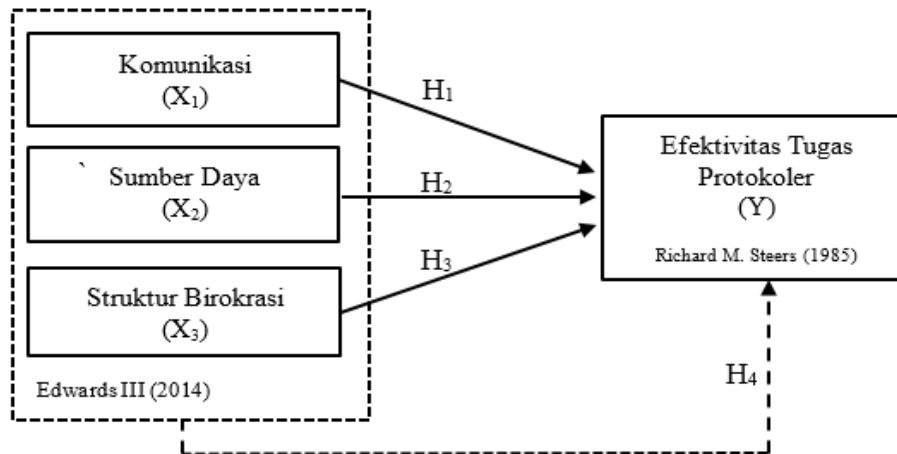 Komunikasi
(X₁)
` Sumber Daya
(X₂)
Struktur Birokrasi
(X₃)
Edwards III (2014)
H₁
H₂
H₃
H₄
Efektivitas Tugas
Protokoler
(Y)
Richard M. Steers (1985)